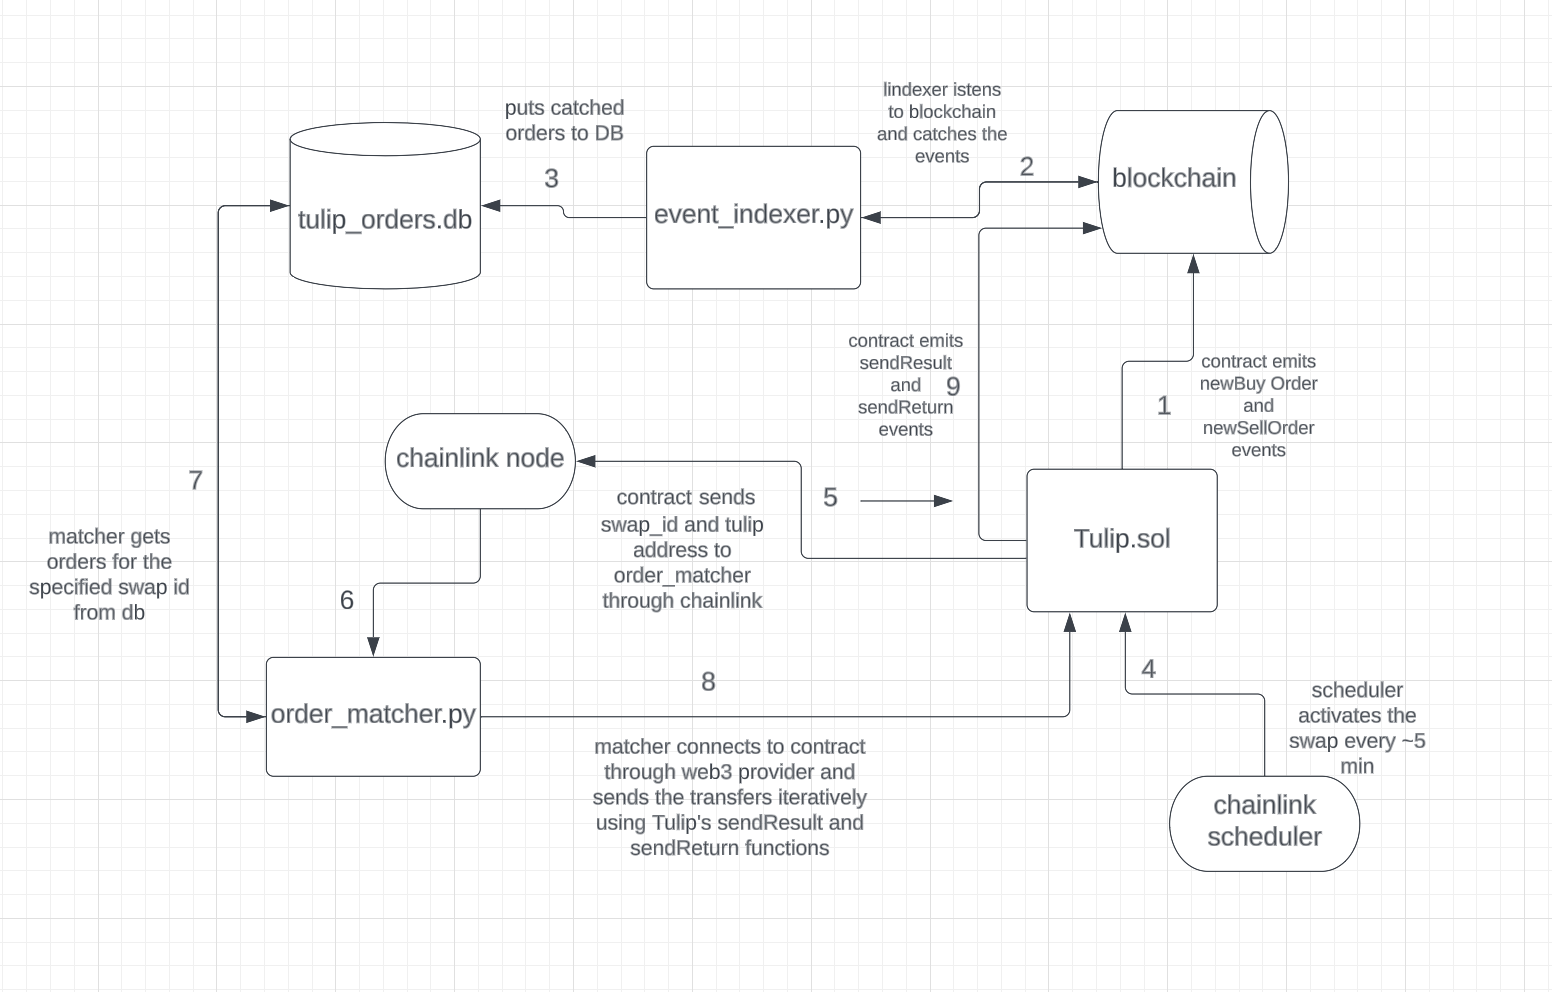 lindexer istens
to blockchain
and catches the
events
puts catched
orders to DB
3
2
tulip_orders.db
event_indexer.py
blockchain
contract emits
sendResult
and
sendReturn
events
9
1
contract emits
newBuy Order
and
newSellOrder
events
chainlink node
7
5
contract sends
swap_id and tulip
address to
order_matcher
through chainlink
Tulip.sol
matcher gets
orders for the
specified swap id
from db
6
8
4
order_matcher.py
scheduler
activates the
swap every ~5
min
matcher connects to contract
through web3 provider and
sends the transfers iteratively
using Tulip's sendResult and
sendReturn functions
chainlink
scheduler